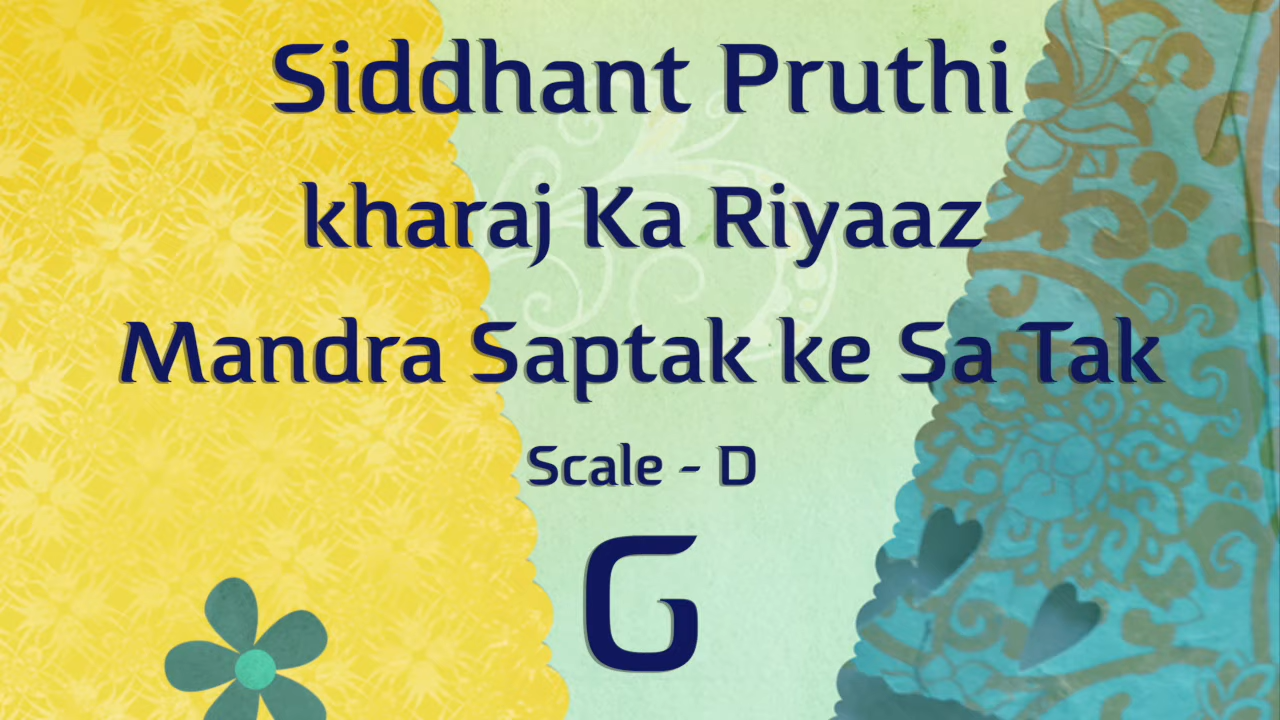 Siddhant Pruthi
kharaj Ka Riyaaz
Mandra Saptak ke Sa Tak
Scale - D
G